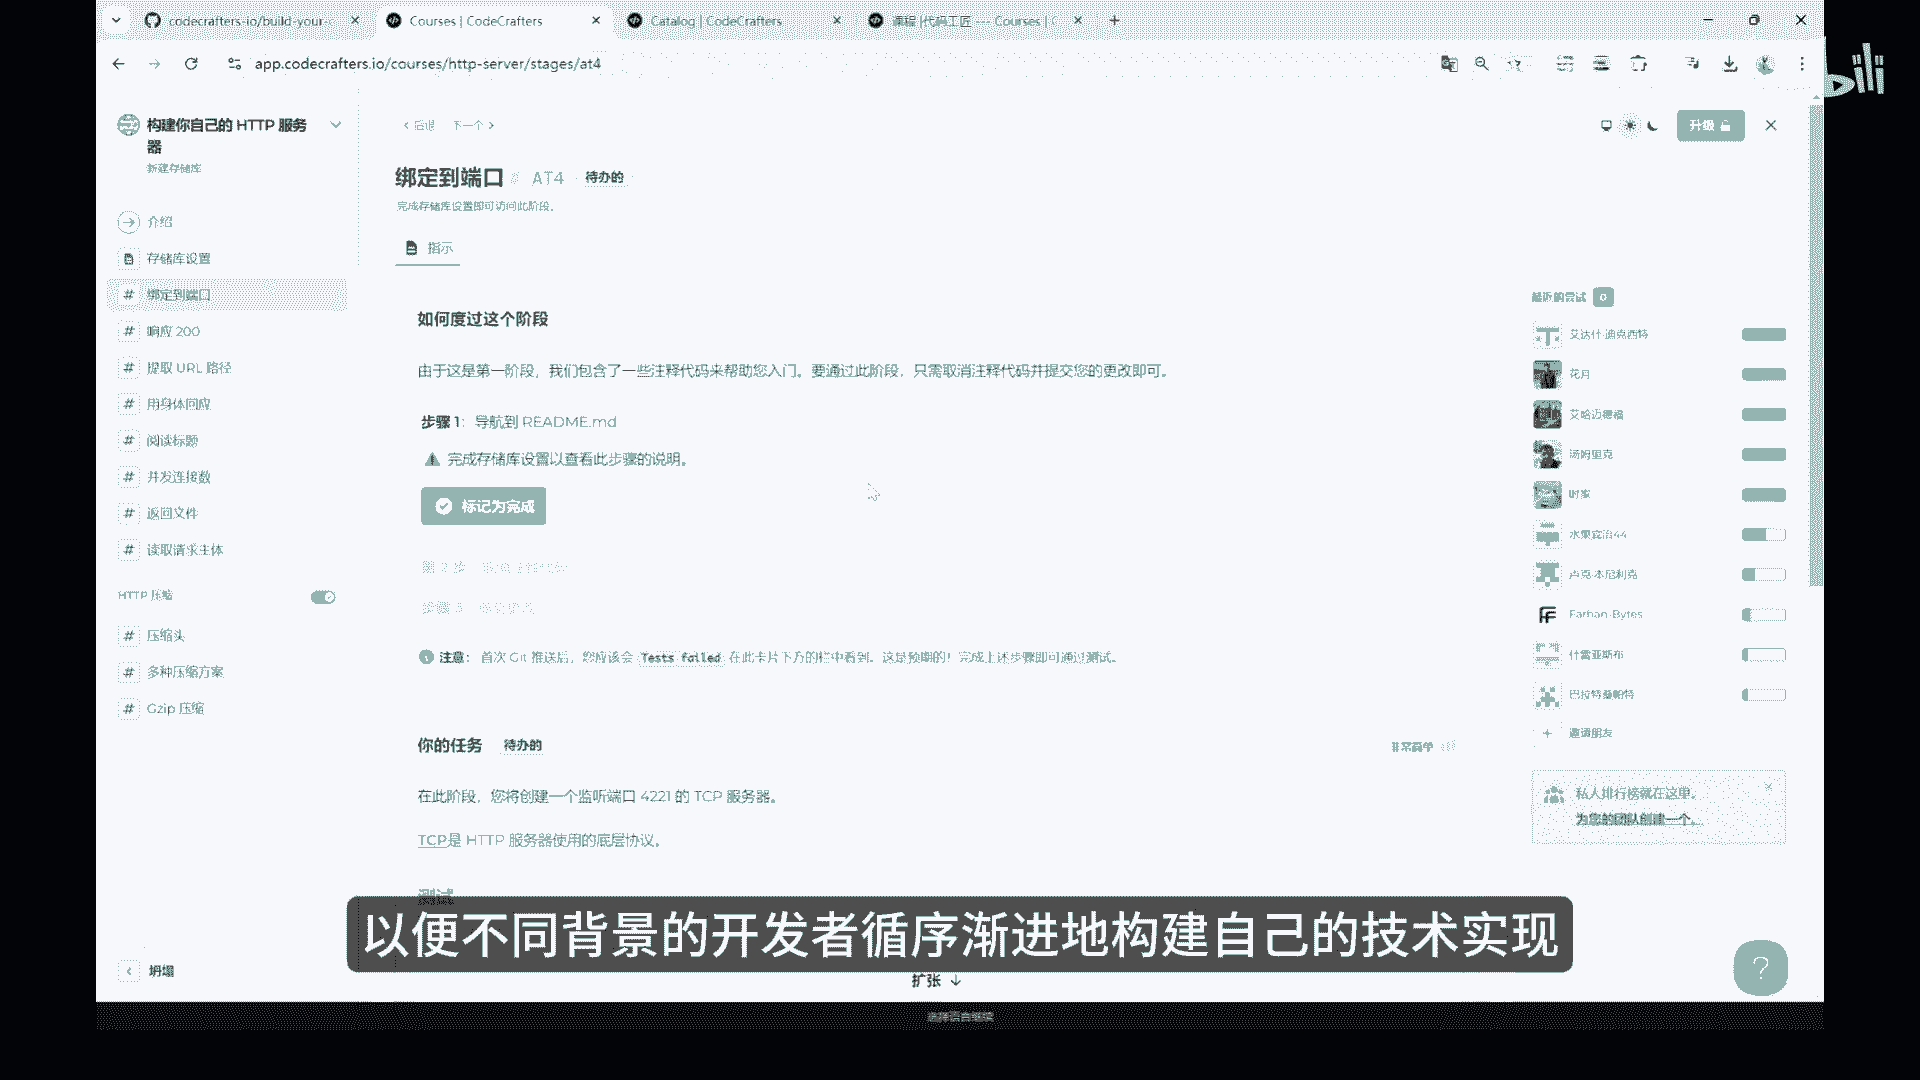 codecrafters-io/build-your-
Courses | CodeCrafters
Catalog | CodeCrafters
课程 |代码工匠 --- Courses | C
app.codecrafters.io/courses/http-server/stages/at4
bili
构建你自己的 HTTP 服务
器
新建存储库
介绍
存储库设置
绑定到端口
响应 200
提取 URL 路径
用身体回应
阅读标题
并发连接数
返回文件
读取请求主体
HTTP 压缩
压缩头
多种压缩方案
Gzip 压缩
坍塌
后退 下一个
升级
绑定到端口 # AT4 · 待办的
完成存储库设置即可访问此阶段。
指示
如何度过这个阶段
由于这是第一阶段，我们包含了一些注释代码来帮助您入门。要通过此阶段，只需取消注释代码并提交您的更改即可。
步骤 1： 导航到 README.md
完成存储库设置以查看此步骤的说明。
标记为完成
注意： 首次 Git 推送后，您应该会 Tests failed 在此卡片下方的栏中看到。这是预期的！完成上述步骤即可通过测试。
你的任务 待办的
非常简单
在此阶段，您将创建一个监听端口 4221 的 TCP 服务器。
TCP是 HTTP 服务器使用的底层协议。
测试
最近的尝试 0
艾达什·迪克西特
花月
艾哈迈穆福
汤姆里克
卢克·本尼利克
Farhan-Bytes
什雷亚斯布
巴拉特桑帕特
邀请朋友
私人排行榜就在这里。
为您的团队创建一个。
以便不同背景的开发者循序渐进地构建自己的技术实现
扩张 ↓
选择语言继续